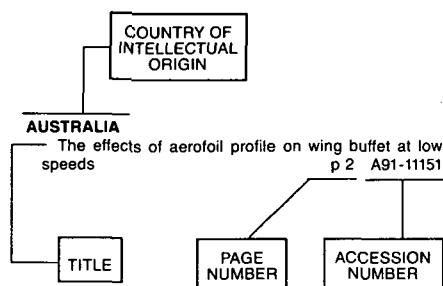 COUNTRY OF
INTELLECTUAL
ORIGIN
AUSTRALIA
The effects of aerofoil profile on wing buffet at low
speeds p 2 A91-11151
TITLE
PAGE
NUMBER
ACCESSION
NUMBER